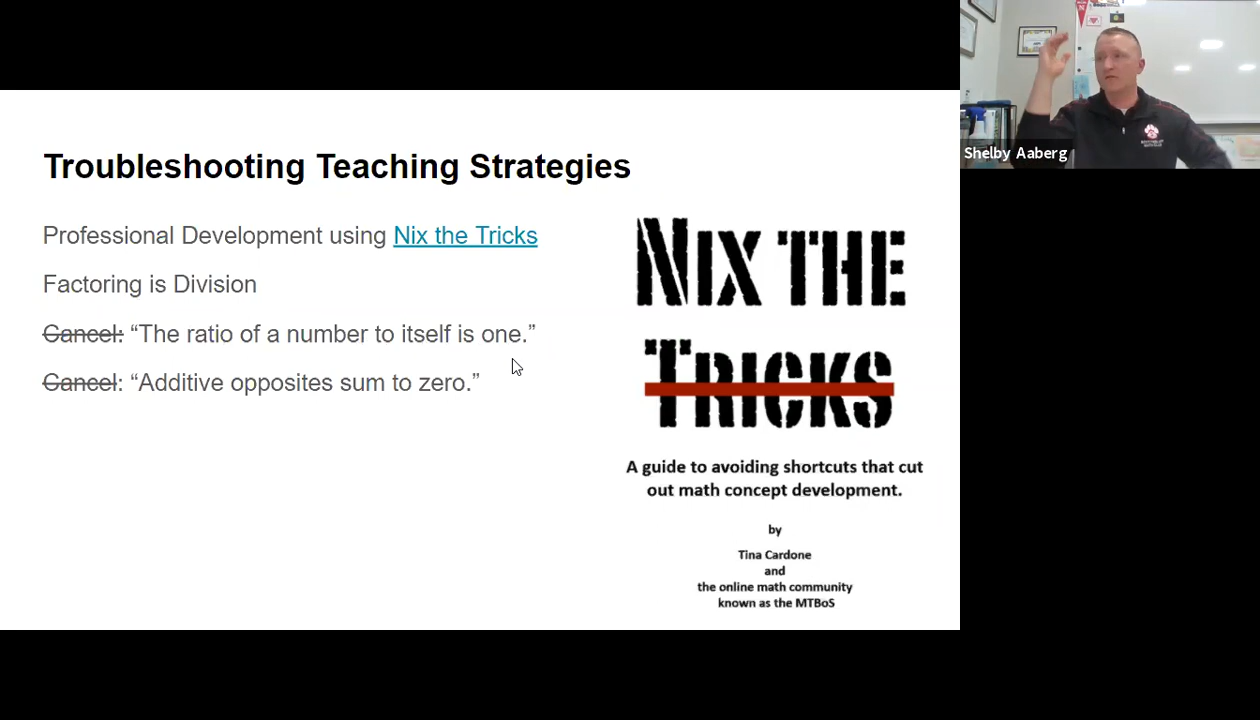 Troubleshooting Teaching Strategies
Professional Development using Nix the Tricks
Factoring is Division
Cancel: “The ratio of a number to itself is one.”
Cancel: “Additive opposites sum to zero.”
NIX THE
TRICKS
A guide to avoiding shortcuts that cut
out math concept development.
by
Tina Cardone
and
the online math community
known as the MTBoS
Shelby Aaberg